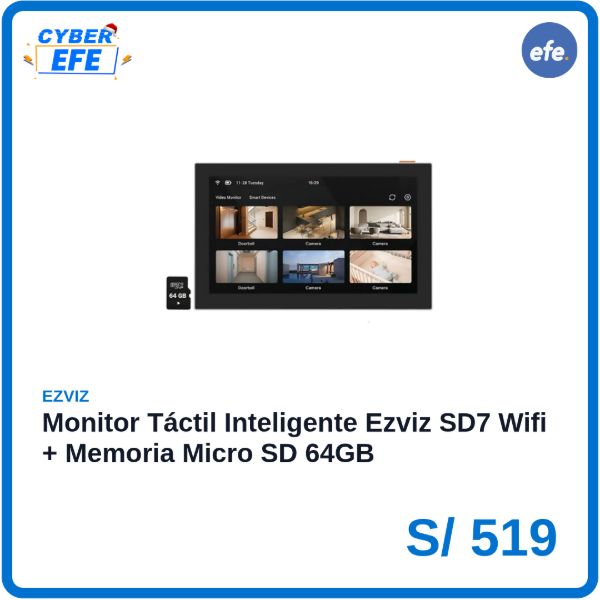 CYBER
EFE
efe.
11-28 Tuesday
16:29
Video Monitor Smart Devices
Doorbell Camera Camera
Doorbell Camera Camera
64 GB
EZVIZ
Monitor Táctil Inteligente Ezviz SD7 Wifi
+ Memoria Micro SD 64GB
S/ 519